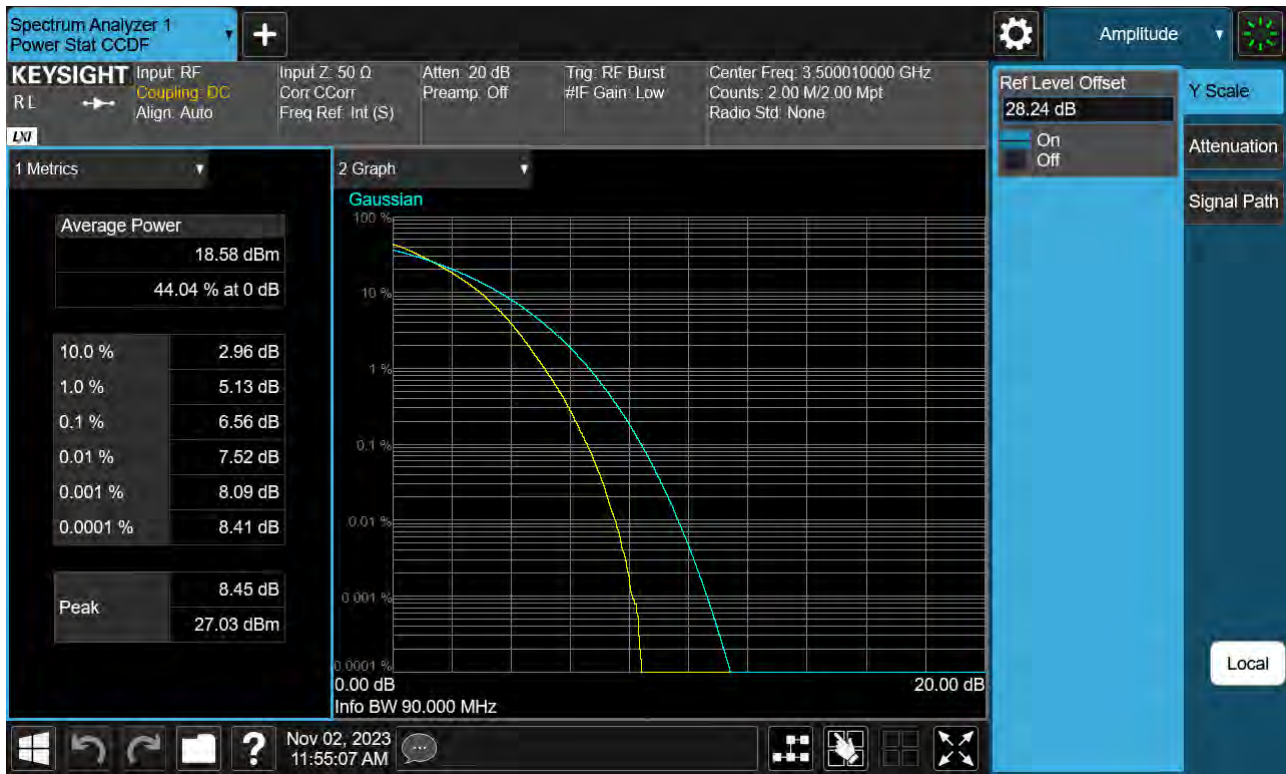 Spectrum Analyzer 1
Power Stat CCDF
+
Amplitude
KEYSIGHT
RL
LXI
Input: RF
Coupling: DC
Align: Auto
Input Z: 50 Ω
Corr CCorr
Freq Ref: Int (S)
Atten: 20 dB
Preamp: Off
Trig: RF Burst
#IF Gain: Low
Center Freq: 3.500010000 GHz
Counts: 2.00 M/2.00 Mpt
Radio Std: None
Ref Level Offset
28.24 dB
On
Off
Y Scale
Attenuation
Signal Path
Local
1 Metrics
Average Power
18.58 dBm
44.04 % at 0 dB
10.0 % 2.96 dB
1.0 % 5.13 dB
0.1 % 6.56 dB
0.01 % 7.52 dB
0.001 % 8.09 dB
0.0001 % 8.41 dB
Peak
8.45 dB
27.03 dBm
2 Graph
Gaussian
100 %
10 %
1 %
0.1 %
0.01 %
0.001 %
0.0001 %
0.00 dB 20.00 dB
Info BW 90.000 MHz
?
Nov 02, 2023
11:55:07 AM